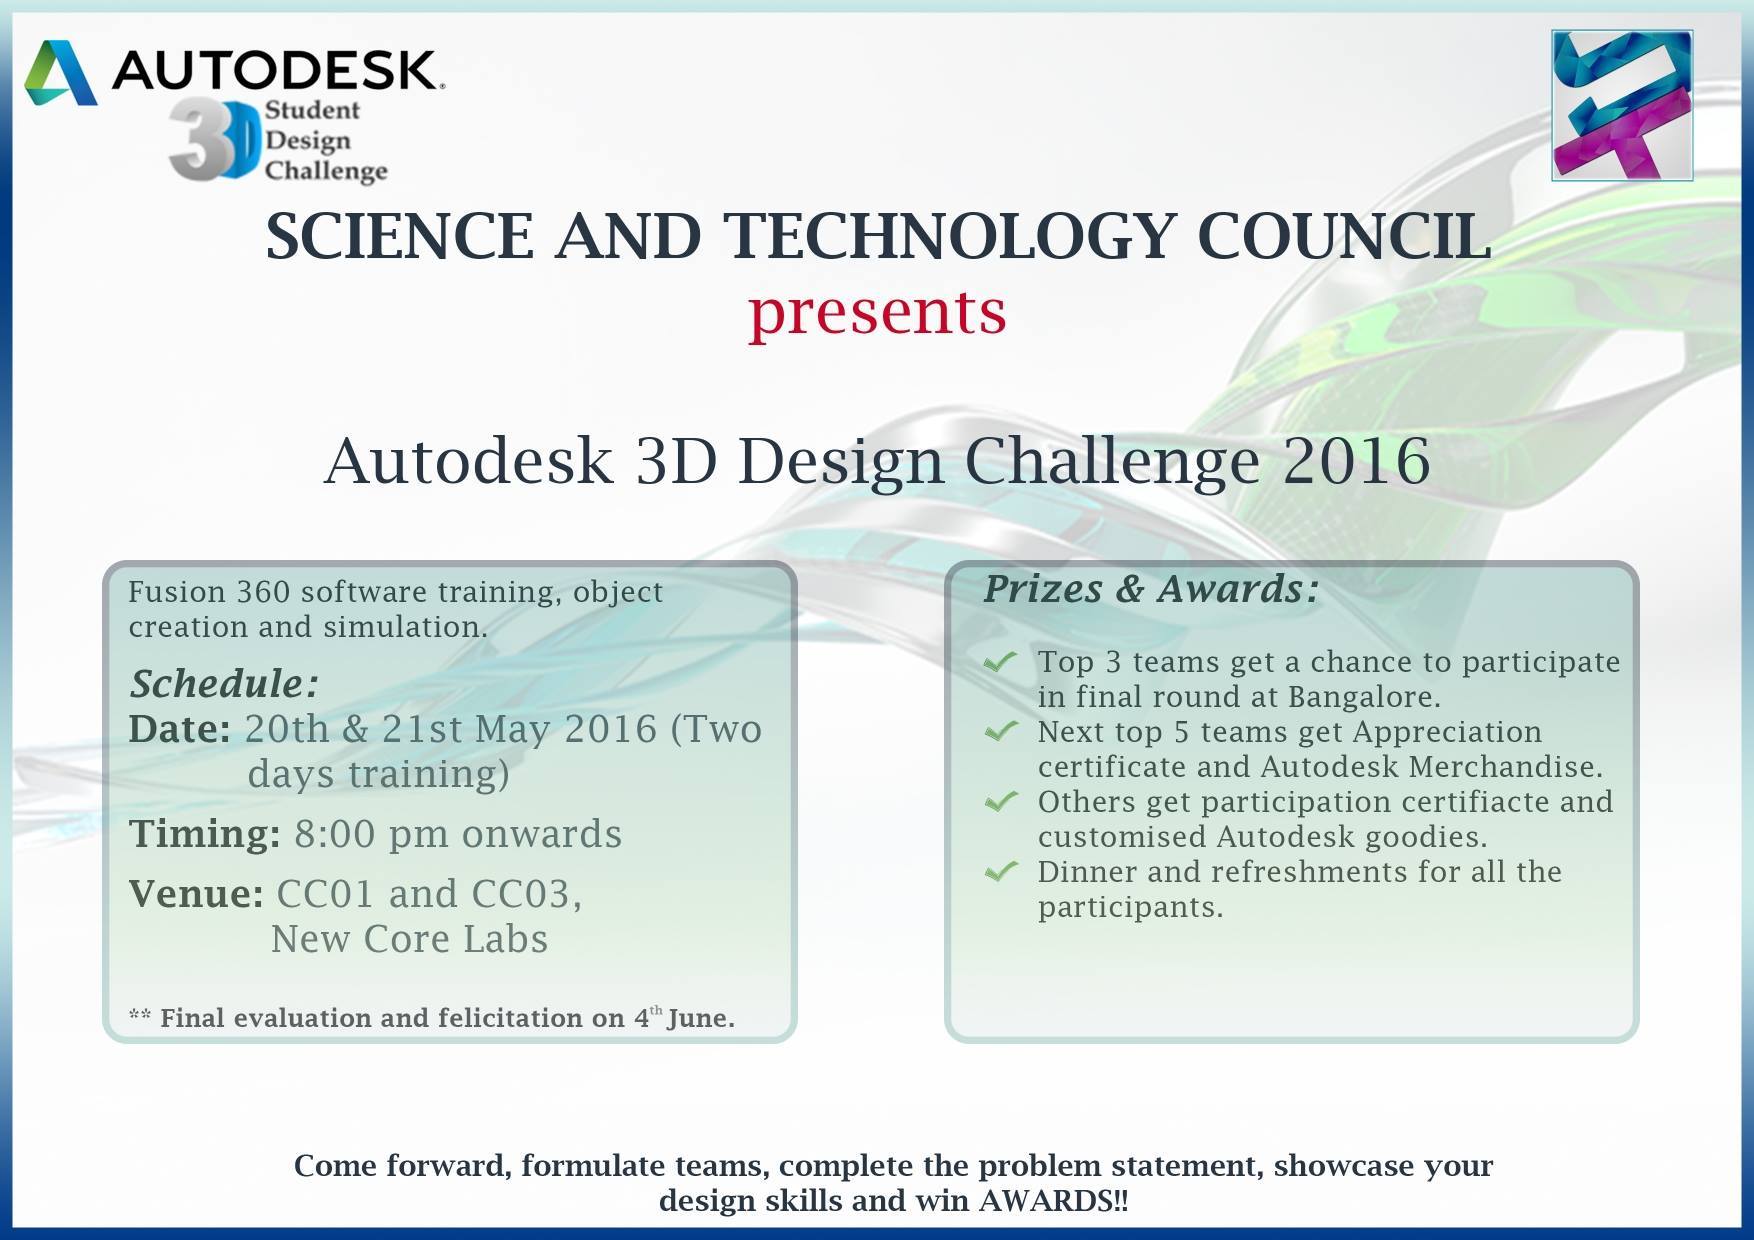 AUTODESK.
3D Student
Design
Challenge
SCIENCE AND TECHNOLOGY COUNCIL
presents
Autodesk 3D Design Challenge 2016
Fusion 360 software training, object
creation and simulation.
Schedule:
Date: 20th & 21st May 2016 (Two
days training)
Timing: 8:00 pm onwards
Venue: CC01 and CC03,
New Core Labs
** Final evaluation and felicitation on 4th June.
Prizes & Awards:
Top 3 teams get a chance to participate
in final round at Bangalore.
Next top 5 teams get Appreciation
certificate and Autodesk Merchandise.
Others get participation certifiacte and
customised Autodesk goodies.
Dinner and refreshments for all the
participants.
Come forward, formulate teams, complete the problem statement, showcase your
design skills and win AWARDS!!